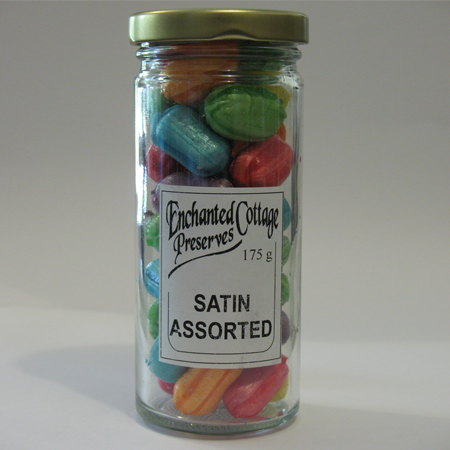 Enchanted Cottage
Preserves
175 g
SATIN
ASSORTED